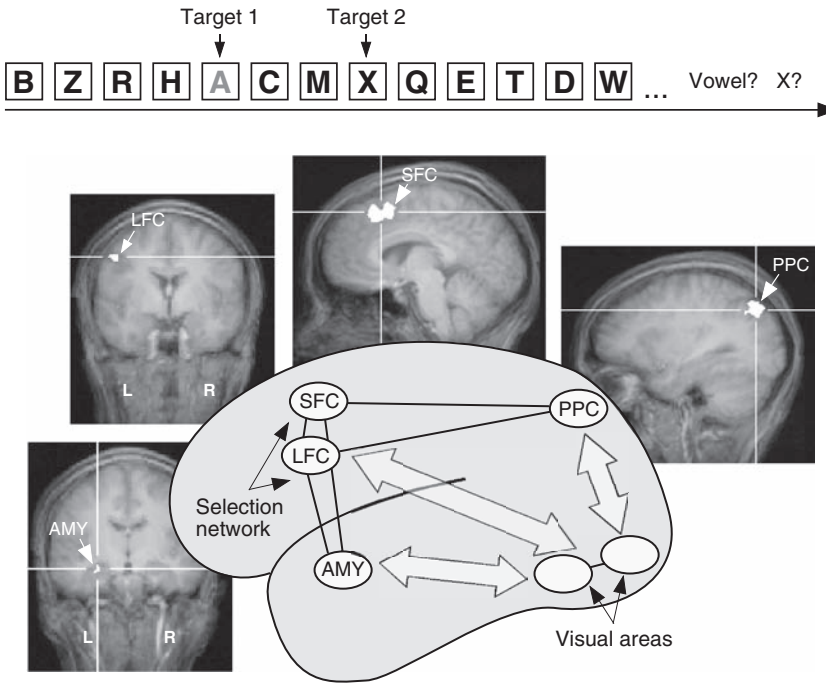 Target 1
Target 2
B Z R H A C M X Q E T D W ... Vowel? X?
SFC
LFC
PPC
L R
SFC
PPC
LFC
Selection
network
AMY
AMY
L R
Visual areas